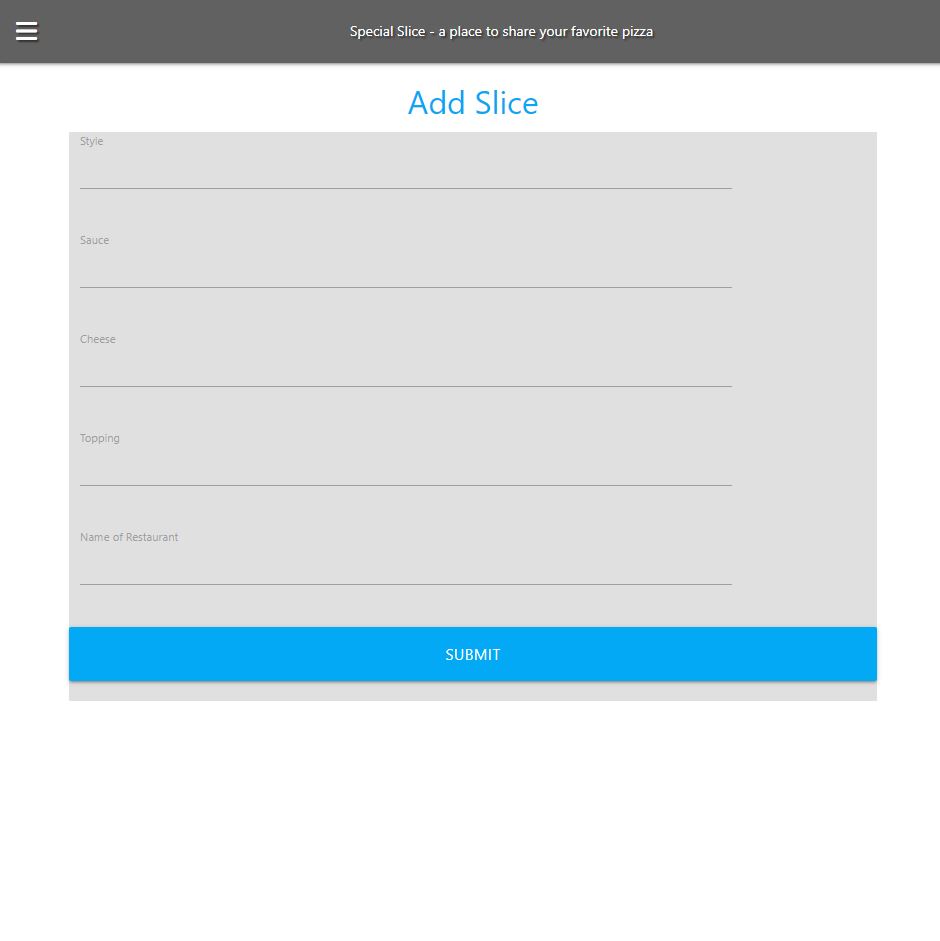 Special Slice - a place to share your favorite pizza
Add Slice
Style
Sauce
Cheese
Topping
Name of Restaurant
SUBMIT